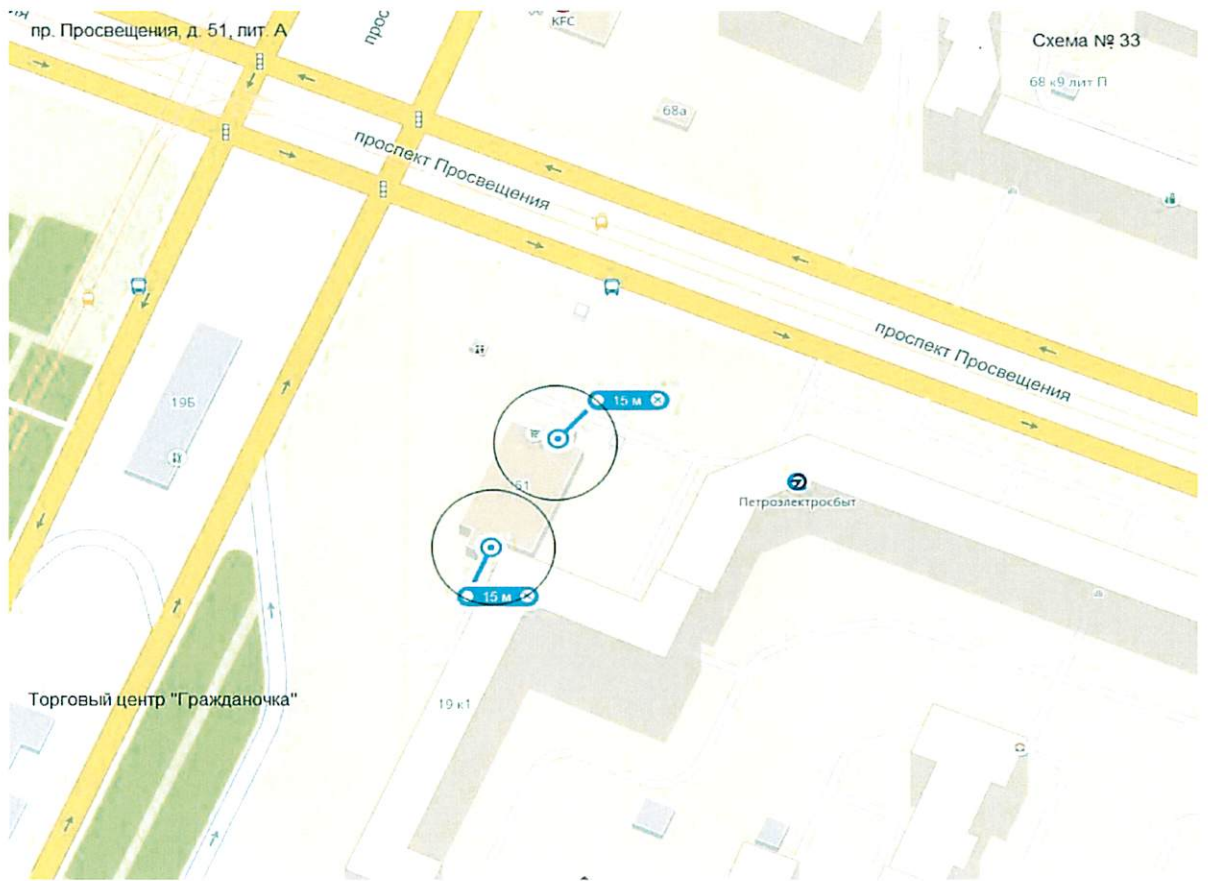 пр. Просвещения, д. 51, лит. А
прос
KFC
Схема № 33
68 к9 лит П
68а
проспект Просвещения
проспект Просвещения
19Б
15 м
51
Петроэлектросбыт
15 м
Торговый центр "Гражданочка"
19 к1